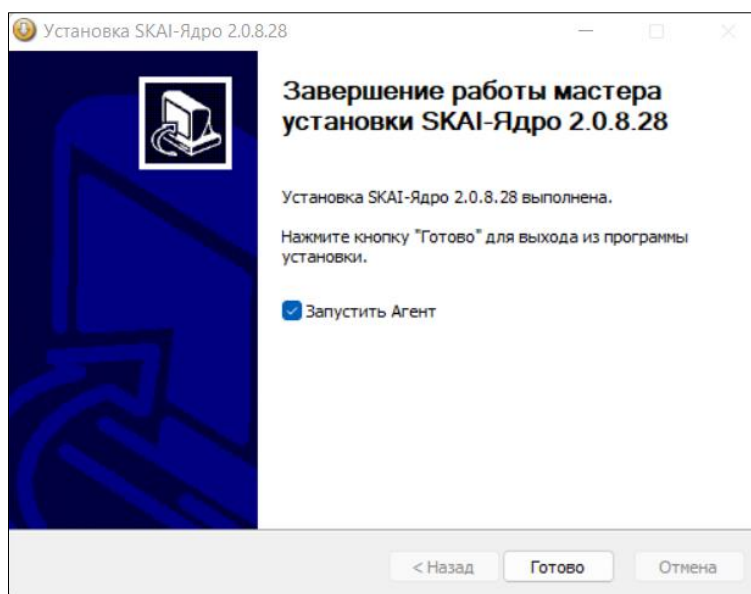 Установка SKAI-Ядро 2.0.8.28
Завершение работы мастера
установки SKAI-Ядро 2.0.8.28
Установка SKAI-Ядро 2.0.8.28 выполнена.
Нажмите кнопку "Готово" для выхода из программы
установки.
Запустить Агент
< Назад
Готово
Отмена